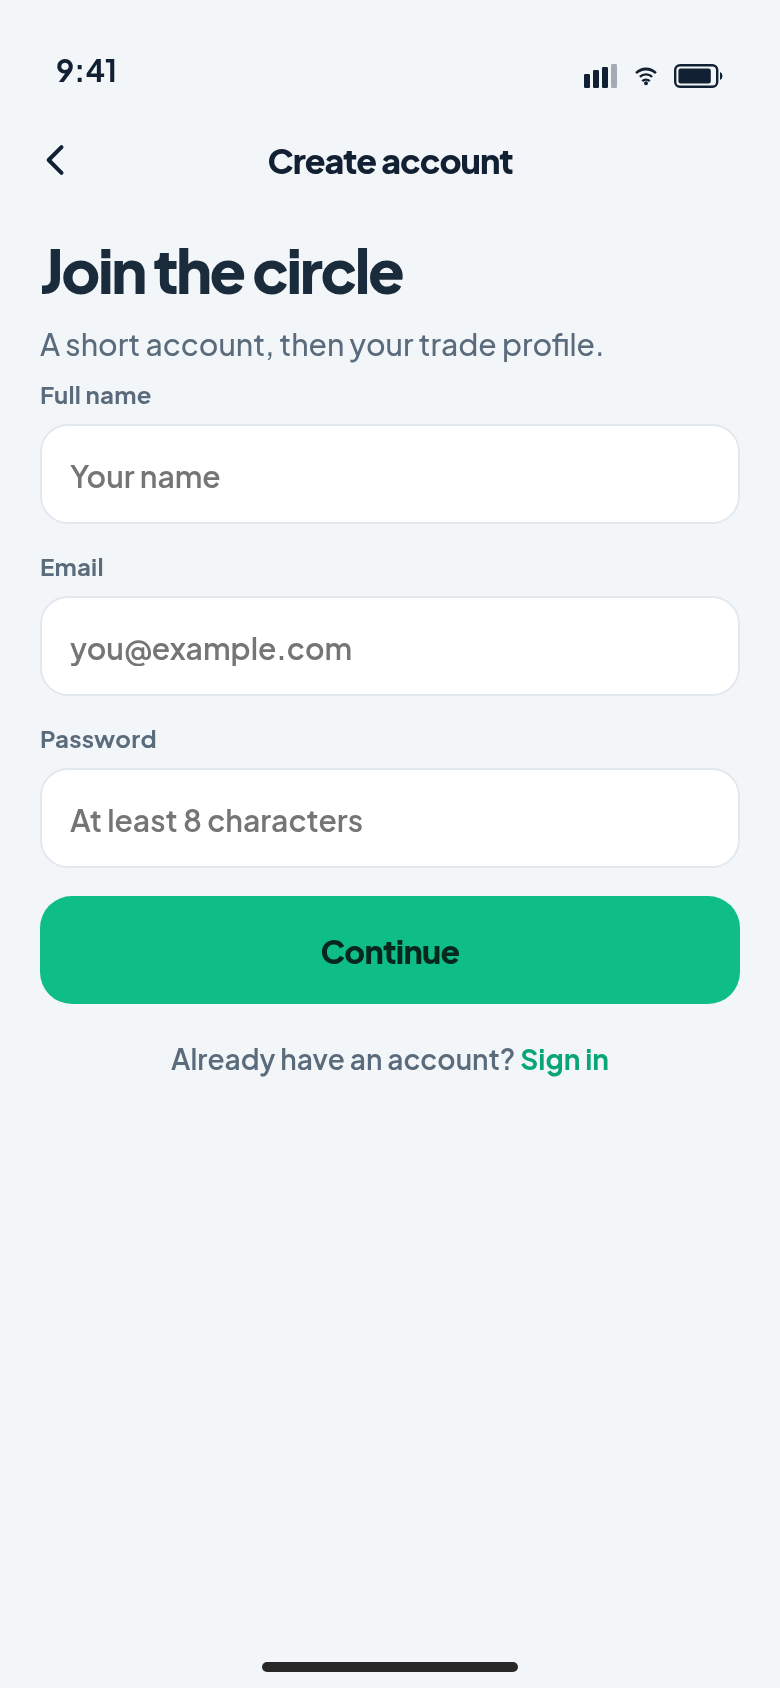 9:41
Create account
Join the circle
A short account, then your trade profile.
Full name
Your name
Email
you@example.com
Password
At least 8 characters
Continue
Already have an account? Sign in